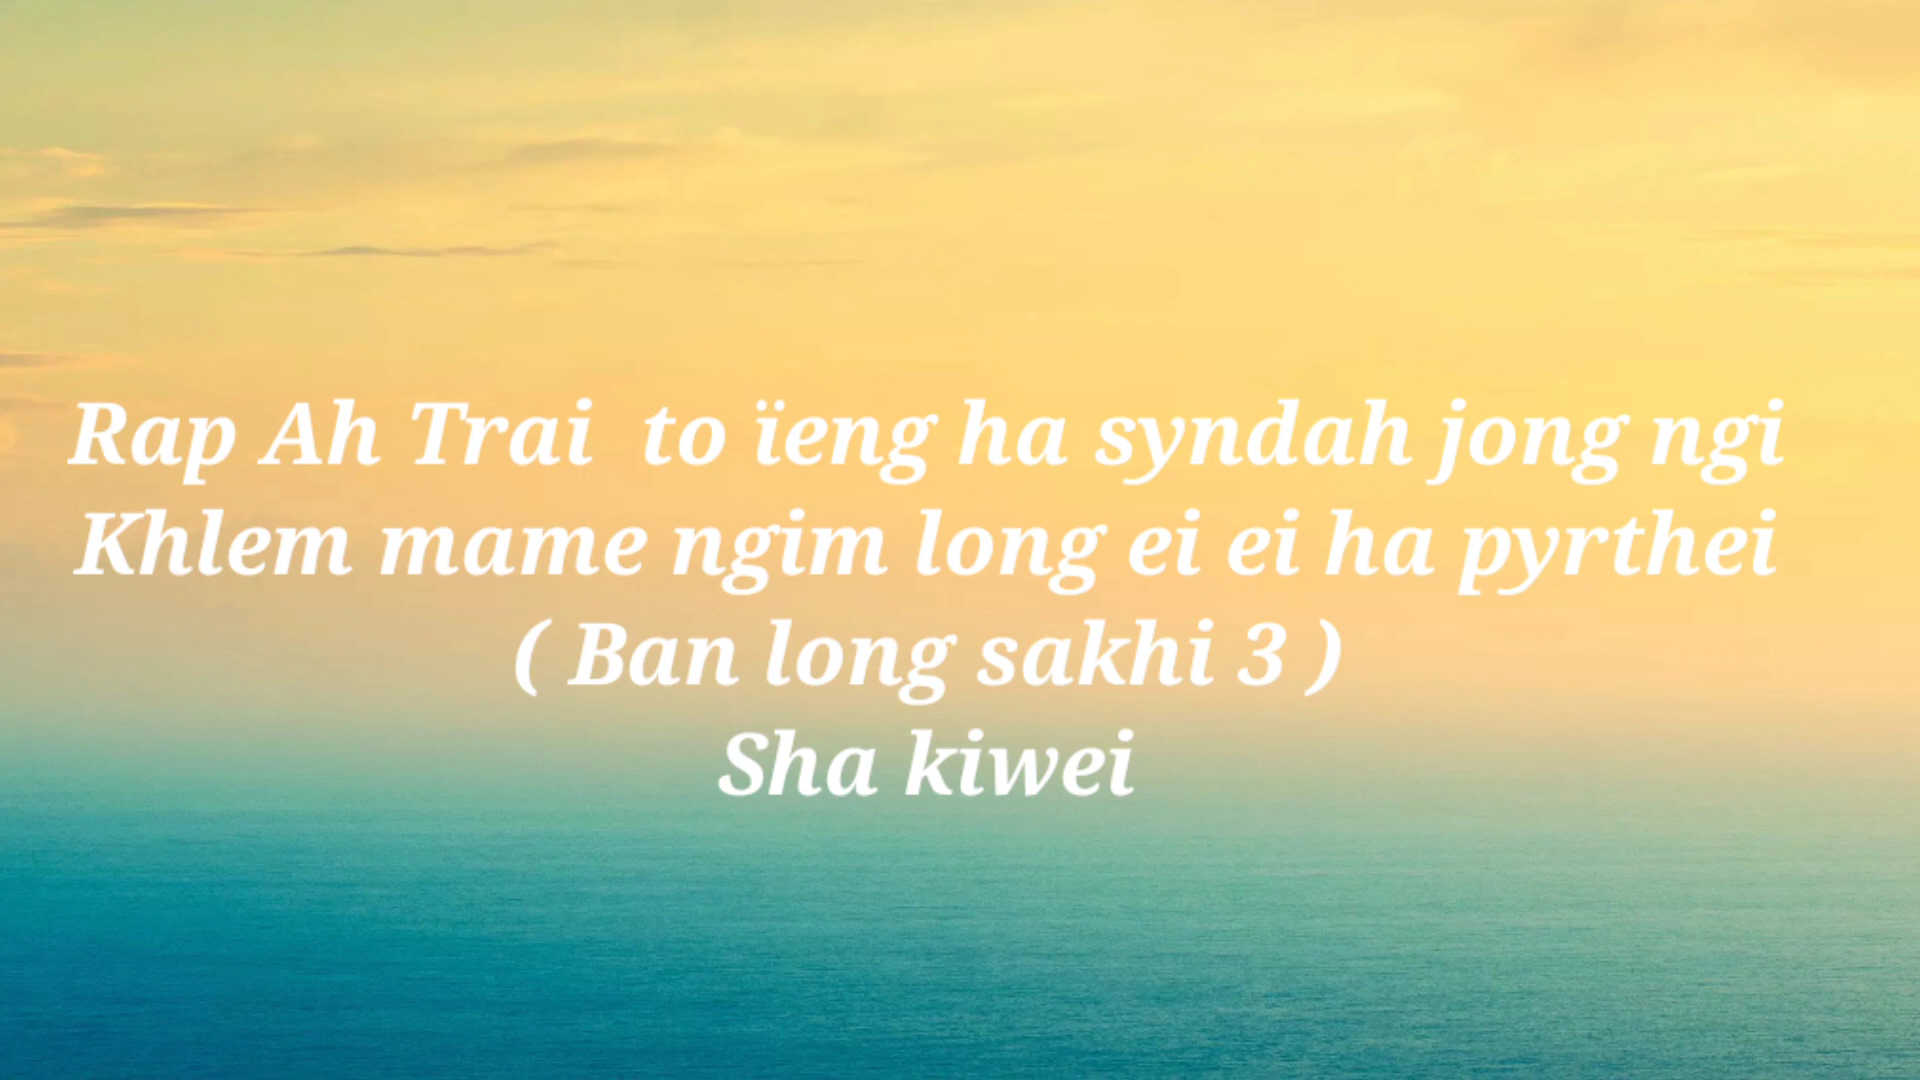 Rap Ah Trai to ïeng ha syndah jong ngi
Khlem mame ngim long ei ei ha pyrthei
( Ban long sakhi 3 )
Sha kiwei